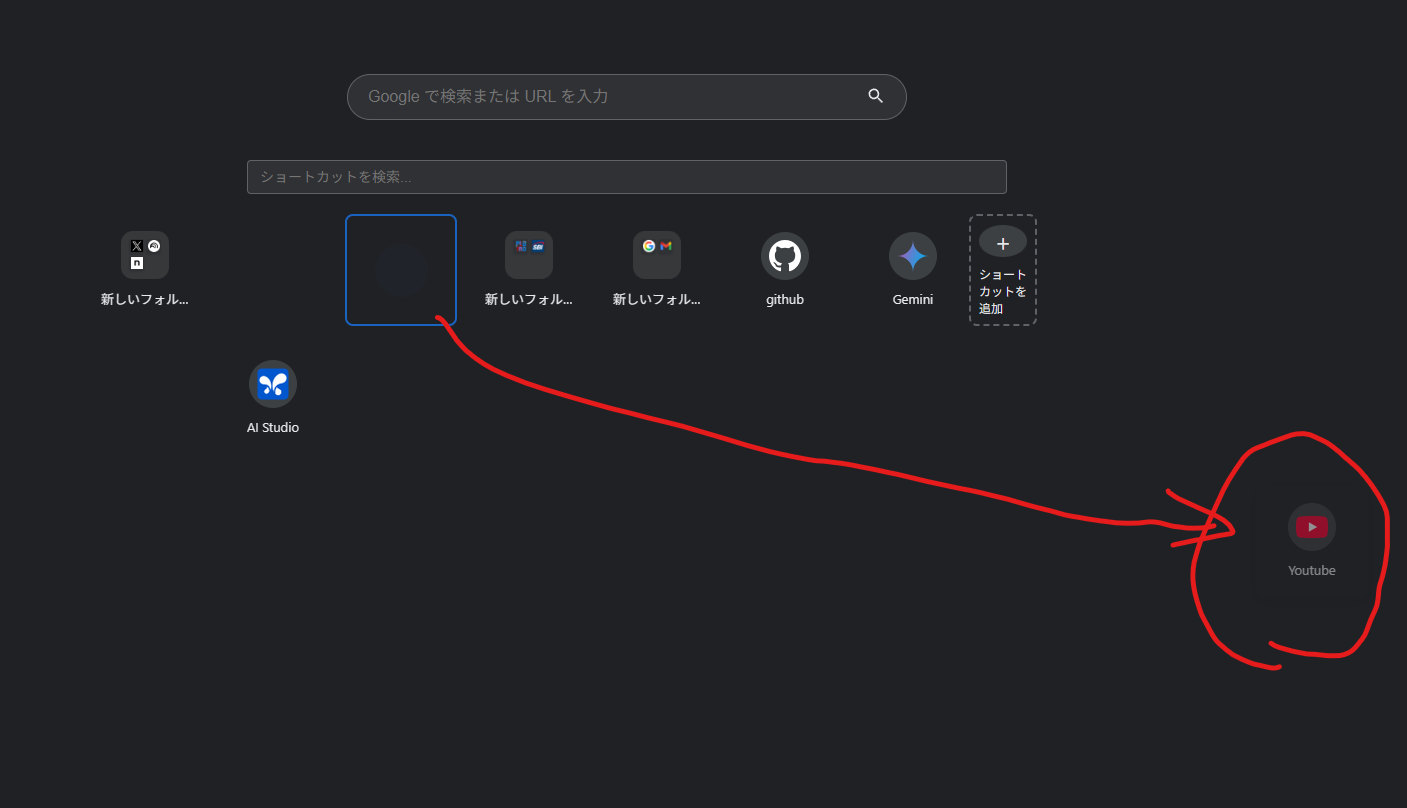 Google で検索または URL を入力
ショートカットを検索...
新しいフォル...
新しいフォル...
新しいフォル...
github
Gemini
ショート
カットを
追加
AI Studio
Youtube